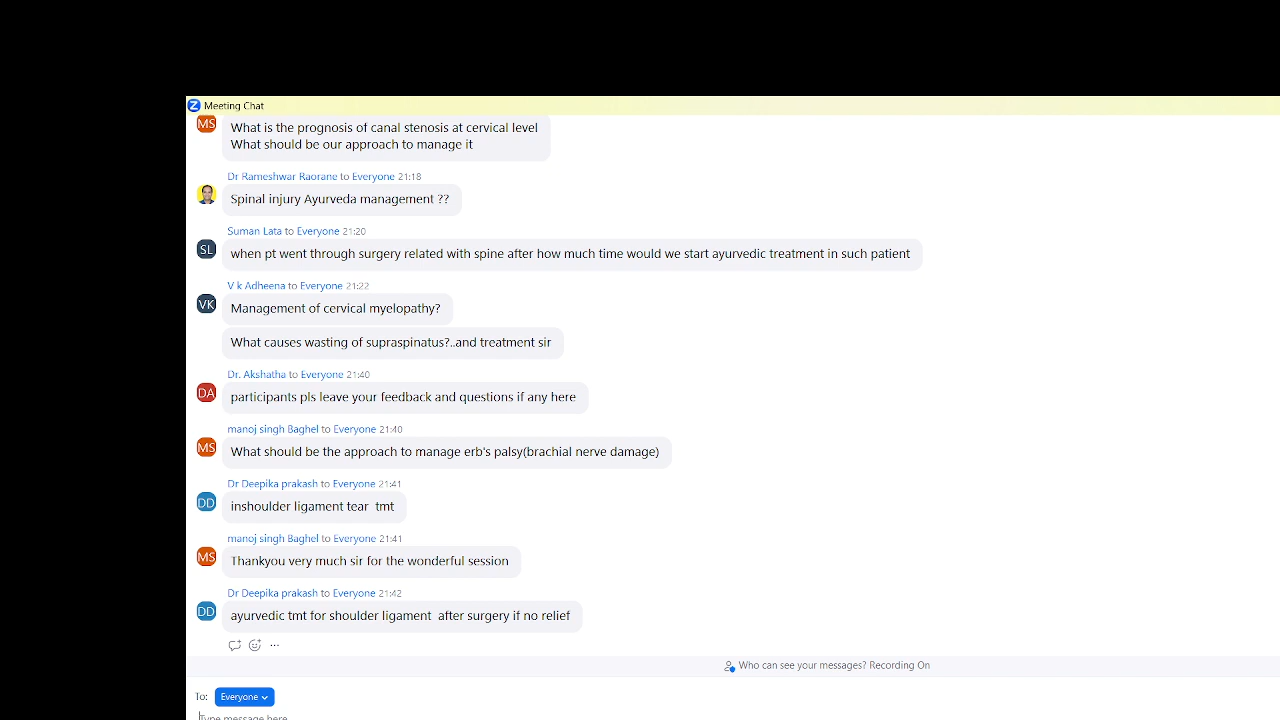 Z Meeting Chat
MS
What is the prognosis of canal stenosis at cervical level
What should be our approach to manage it
Dr Rameshwar Raorane to Everyone 21:18
Spinal injury Ayurveda management ??
Suman Lata to Everyone 21:20
SL
when pt went through surgery related with spine after how much time would we start ayurvedic treatment in such patient
V k Adheena to Everyone 21:22
VK
Management of cervical myelopathy?
What causes wasting of supraspinatus?..and treatment sir
Dr. Akshatha to Everyone 21:40
DA
participants pls leave your feedback and questions if any here
manoj singh Baghel to Everyone 21:40
MS
What should be the approach to manage erb's palsy(brachial nerve damage)
Dr Deepika prakash to Everyone 21:41
DD
inshoulder ligament tear  tmt
manoj singh Baghel to Everyone 21:41
MS
Thankyou very much sir for the wonderful session
Dr Deepika prakash to Everyone 21:42
DD
ayurvedic tmt for shoulder ligament  after surgery if no relief
Who can see your messages? Recording On
To: Everyone
Type message here